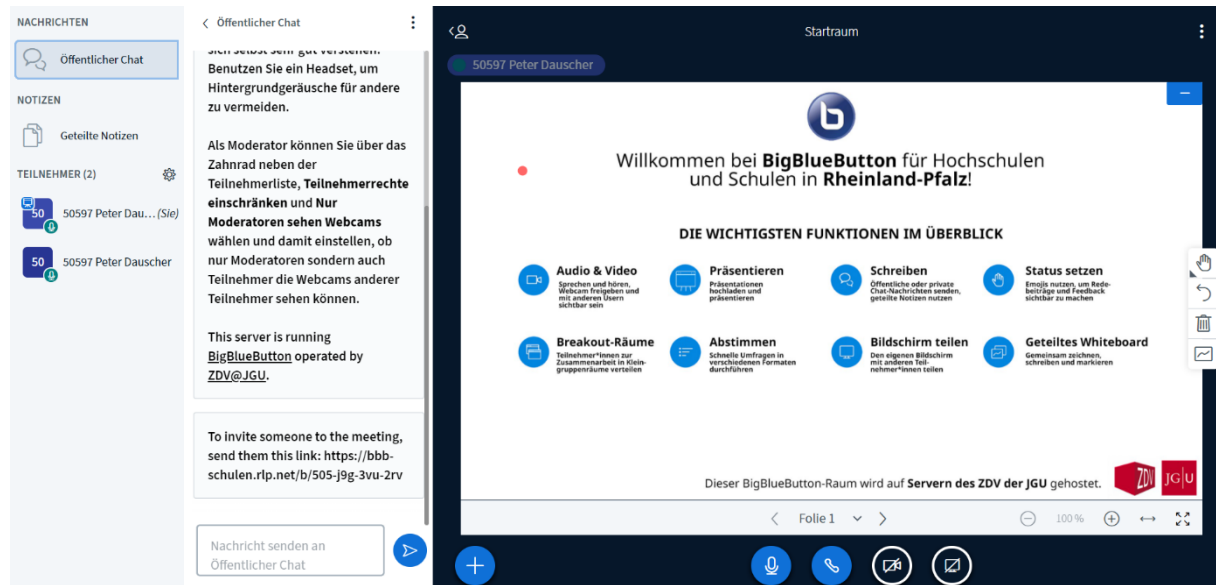 NACHRICHTEN
Öffentlicher Chat
NOTIZEN
Geteilte Notizen
TEILNEHMER (2)
50
50597 Peter Dau... (Sie)
50
50597 Peter Dauscher
Öffentlicher Chat
sich selbst sehr gut verstehen.
Benutzen Sie ein Headset, um
Hintergrundgeräusche für andere
zu vermeiden.
Als Moderator können Sie über das
Zahnrad neben der
Teilnehmerliste, Teilnehmerrechte
einschränken und Nur
Moderatoren sehen Webcams
wählen und damit einstellen, ob
nur Moderatoren sondern auch
Teilnehmer die Webcams anderer
Teilnehmer sehen können.
This server is running
BigBlueButton operated by
ZDV@JGU.
To invite someone to the meeting,
send them this link: https://bbb-
schulen.rlp.net/b/505-j9g-3vu-2rv
Nachricht senden an
Öffentlicher Chat
Startraum
50597 Peter Dauscher
b
Willkommen bei BigBlueButton für Hochschulen
und Schulen in Rheinland-Pfalz!
DIE WICHTIGSTEN FUNKTIONEN IM ÜBERBLICK
Audio & Video
Sprechen und hören,
Webcam freigeben und
mit anderen Usern
sichtbar sein
Präsentieren
Präsentationen
hochladen und
präsentieren
Schreiben
Öffentliche oder private
Chat-Nachrichten senden,
geteilte Notizen nutzen
Status setzen
Emojis nutzen, um Rede-
beiträge und Feedback
sichtbar zu machen
Breakout-Räume
Teilnehmer*innen zur
Zusammenarbeit in Klein-
gruppenräume verteilen
Abstimmen
Schnelle Umfragen in
verschiedenen Formaten
durchführen
Bildschirm teilen
Den eigenen Bildschirm
mit anderen Teil-
nehmer*innen teilen
Geteiltes Whiteboard
Gemeinsam zeichnen,
schreiben und markieren
Dieser BigBlueButton-Raum wird auf Servern des ZDV der JGU gehostet.
ZDV
JG|U
Folie 1
100 %